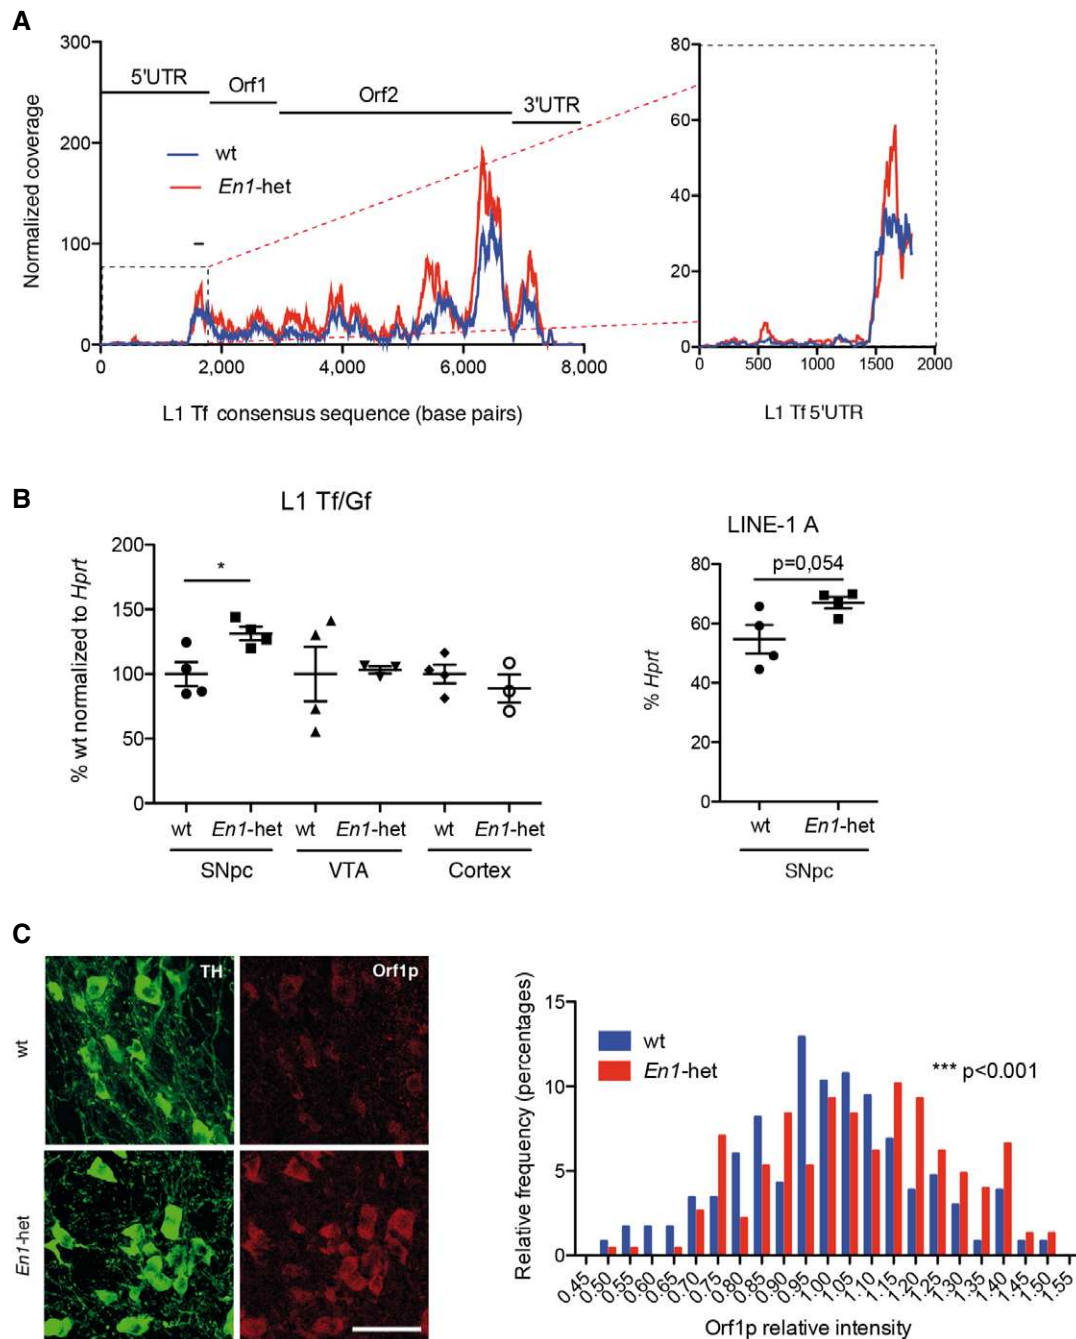 A
300
200
100
0
Normalized coverage
5'UTR
Orf1
Orf2
3'UTR
wt
En1-het
2,000
4,000
6,000
8,000
L1 Tf consensus sequence (base pairs)
80
60
40
20
0
0
500
1000
1500
2000
L1 Tf 5'UTR
B
L1 Tf/Gf
% wt normalized to Hprt
200
150
100
50
0
*
wt En1-het wt En1-het wt En1-het
SNpc VTA Cortex
LINE-1 A
p=0,054
% Hprt
80
60
40
20
0
wt En1-het
SNpc
C
TH
Orf1p
wt
En1-het
Relative frequency (percentages)
15
10
5
0
wt
En1-het
*** p<0.001
0.45 0.50 0.55 0.60 0.65 0.70 0.75 0.80 0.85 0.90 0.95 1.00 1.05 1.10 1.15 1.20 1.25 1.30 1.35 1.40 1.45 1.50 1.55
Orf1p relative intensity